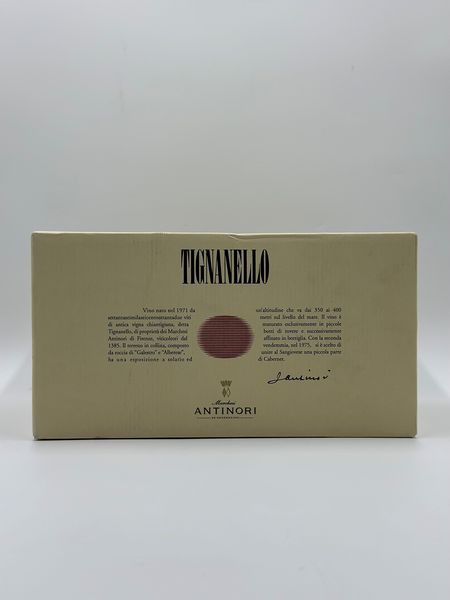 TIGNANELLO
Vino nato nel 1971 da
settantaseimilatrecentosettantadue viti
di antica vigna chiantigiana, detta
Tignanello, di proprietà dei Marchesi
Antinori di Firenze, viticoltori dal
1385. Il terreno in collina, composto
da roccia di "Galestro" e "Alberese",
ha una esposizione a solatio ed
un'altitudine che va dai 350 ai 400
metri sul livello del mare. Il vino è
maturato esclusivamente in piccole
botti di rovere e successivamente
affinato in bottiglia. Con la seconda
vendemmia, nel 1975, si è scelto di
unire al Sangiovese una piccola parte
di Cabernet.
Marchesi
ANTINORI